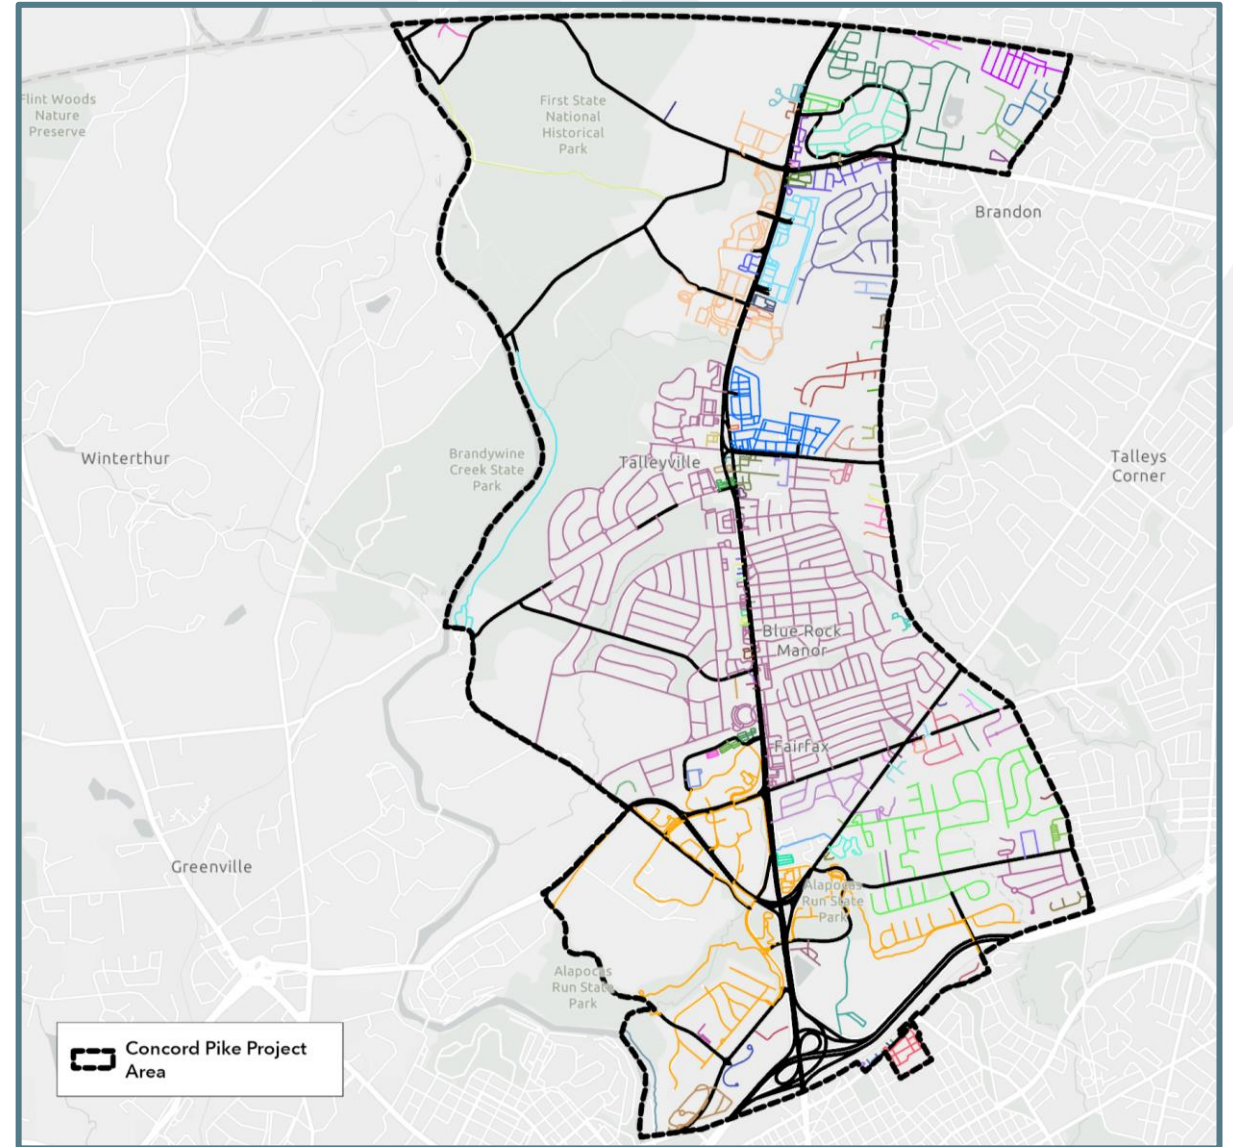 Flint Woods
Nature
Preserve
First State
National
Historical
Park
Brandon
Winterthur
Brandywine
Creek State
Park
Talleyville
Talleys
Corner
Blue Rock
Manor
Fairfax
Greenville
Alapocas
Run State
Park
Alapocas
Run State
Park
Concord Pike Project
Area